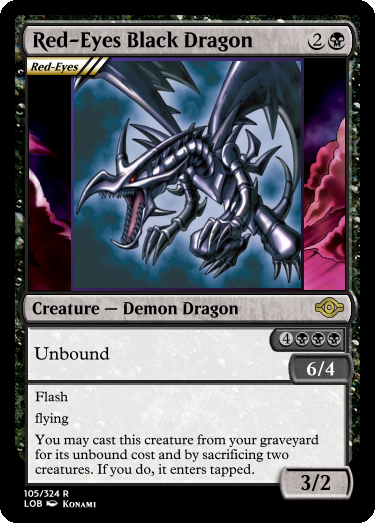 Red-Eyes Black Dragon 2
Red-Eyes
Creature — Demon Dragon
4
Unbound
6/4
Flash
flying
You may cast this creature from your graveyard
for its unbound cost and by sacrificing two
creatures. If you do, it enters tapped.
3/2
105/324 R
LOB KONAMI